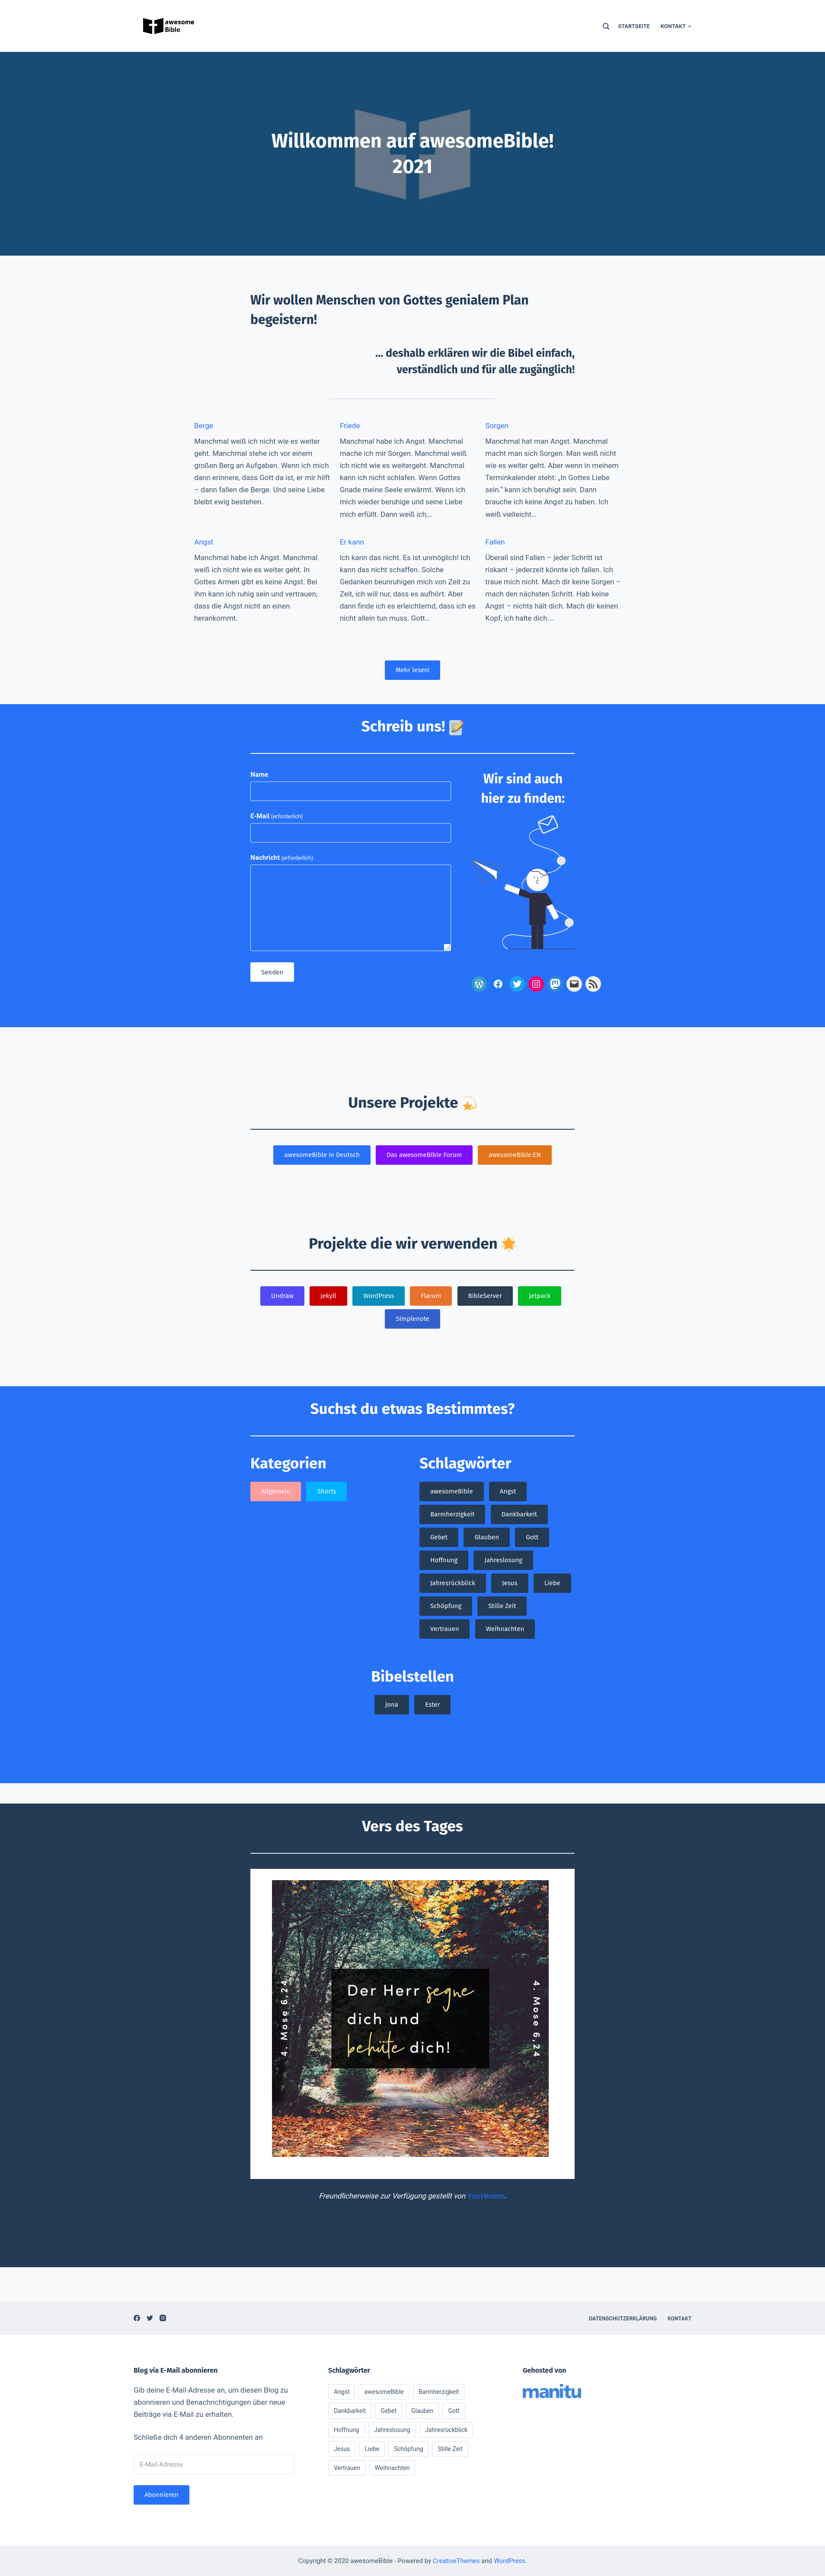 awesome
Bible
STARTSEITE
KONTAKT
Willkommen auf awesomeBible!
2021
Wir wollen Menschen von Gottes genialem Plan
begeistern!
… deshalb erklären wir die Bibel einfach,
verständlich und für alle zugänglich!
Berge
Manchmal weiß ich nicht wie es weiter
geht. Manchmal stehe ich vor einem
großen Berg an Aufgaben. Wenn ich mich
dann erinnere, dass Gott da ist, er mir hilft
– dann fallen die Berge. Und seine Liebe
bleibt ewig bestehen.
Friede
Manchmal habe ich Angst. Manchmal
mache ich mir Sorgen. Manchmal weiß
ich nicht wie es weitergeht. Manchmal
kann ich nicht schlafen. Wenn Gottes
Gnade meine Seele erwärmt. Wenn ich
mich wieder beruhige und seine Liebe
mich erfüllt. Dann weiß ich,…
Sorgen
Manchmal hat man Angst. Manchmal
macht man sich Sorgen. Man weiß nicht
wie es weiter geht. Aber wenn in meinem
Terminkalender steht: „In Gottes Liebe
sein.“ kann ich beruhigt sein. Dann
brauche ich keine Angst zu haben. Ich
weiß vielleicht…
Angst
Manchmal habe ich Angst. Manchmal
weiß ich nicht wie es weiter geht. In
Gottes Armen gibt es keine Angst. Bei
ihm kann ich ruhig sein und vertrauen,
dass die Angst nicht an einen
herankommt.
Er kann
Ich kann das nicht. Es ist unmöglich! Ich
kann das nicht schaffen. Solche
Gedanken beunruhigen mich von Zeit zu
Zeit, ich will nur, dass es aufhört. Aber
dann finde ich es erleichternd, dass ich es
nicht allein tun muss. Gott…
Fallen
Überall sind Fallen – jeder Schritt ist
riskant – jederzeit könnte ich fallen. Ich
traue mich nicht. Mach dir keine Sorgen –
mach den nächsten Schritt. Hab keine
Angst – nichts hält dich. Mach dir keinen
Kopf, ich halte dich.…
Mehr lesen!
Schreib uns! 📝
Name
E-Mail (erforderlich)
Nachricht (erforderlich)
Senden
Wir sind auch
hier zu finden:
Unsere Projekte 💫
awesomeBible in Deutsch
Das awesomeBible Forum
awesomeBible.EN
Projekte die wir verwenden 🌟
Undraw
Jekyll
WordPress
Flarum
BibleServer
Jetpack
Simplenote
Suchst du etwas Bestimmtes?
Kategorien
Allgemein
Shorts
Schlagwörter
awesomeBible
Angst
Barmherzigkeit
Dankbarkeit
Gebet
Glauben
Gott
Hoffnung
Jahreslosung
Jahresrückblick
Jesus
Liebe
Schöpfung
Stille Zeit
Vertrauen
Weihnachten
Bibelstellen
Jona
Ester
Vers des Tages
4. Mose 6,24
Der Herr segne
dich und
behüte dich!
4. Mose 6,24
Freundlicherweise zur Verfügung gestellt von YouVersion.
DATENSCHUTZERKLÄRUNG
KONTAKT
Blog via E-Mail abonnieren
Gib deine E-Mail-Adresse an, um diesen Blog zu
abonnieren und Benachrichtigungen über neue
Beiträge via E-Mail zu erhalten.
Schließe dich 4 anderen Abonnenten an
E-Mail-Adresse
Abonnieren
Schlagwörter
Angst
awesomeBible
Barmherzigkeit
Dankbarkeit
Gebet
Glauben
Gott
Hoffnung
Jahreslosung
Jahresrückblick
Jesus
Liebe
Schöpfung
Stille Zeit
Vertrauen
Weihnachten
Gehosted von
manitu
Copyright © 2020 awesomeBible - Powered by CreativeThemes and WordPress.